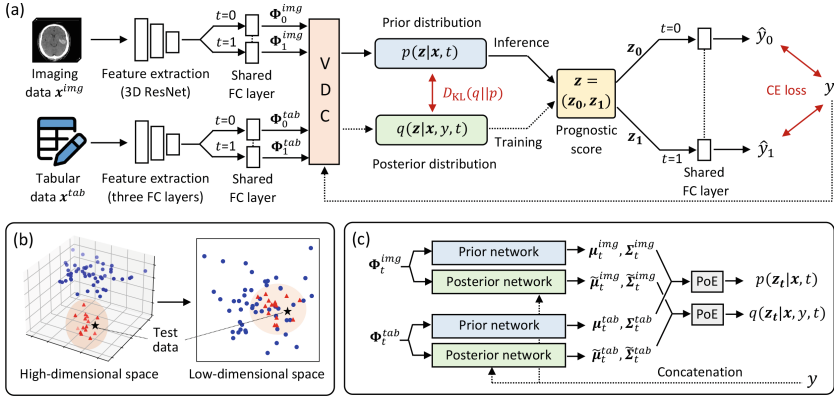 (a)
Imaging
data x^img
Feature extraction
(3D ResNet)
t=0
t=1
Φ_0^img
Φ_1^img
Shared
FC layer
Tabular
data x^tab
Feature extraction
(three FC layers)
t=0
t=1
Φ_0^tab
Φ_1^tab
Shared
FC layer
V
D
C
Prior distribution
p(z|x, t)
D_KL(q||p)
q(z|x, y, t)
Posterior distribution
Inference
Training
z =
(z_0, z_1)
Prognostic
score
z_0
z_1
t=0
t=1
Shared
FC layer
ŷ_0
ŷ_1
CE loss
y
(b)
Test
data
High-dimensional space
Low-dimensional space
(c)
Φ_t^img
Prior network
μ_t^img, Σ_t^img
Posterior network
μ̃_t^img, Σ̃_t^img
Φ_t^tab
Prior network
μ_t^tab, Σ_t^tab
Posterior network
μ̃_t^tab, Σ̃_t^tab
PoE
p(z_t|x, t)
PoE
q(z_t|x, y, t)
Concatenation
y